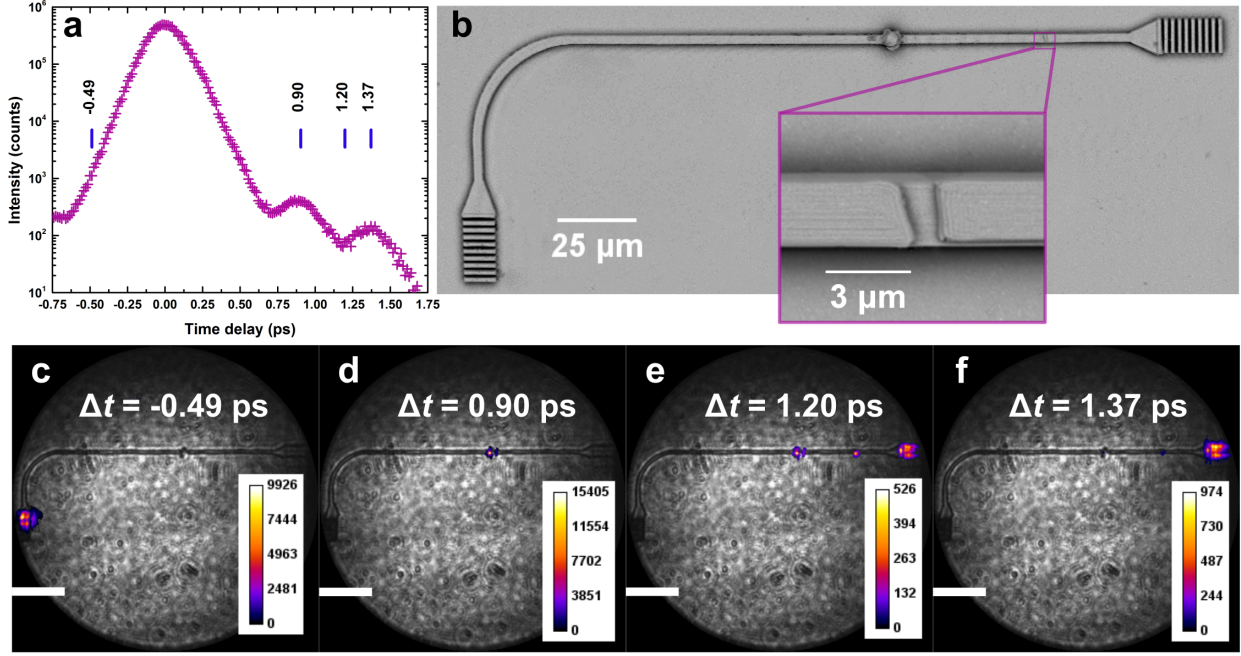 a
Intensity (counts)
10^6
10^5
10^4
10^3
10^2
10^1
-0.49
0.90
1.20
1.37
-0.75 -0.50 -0.25 0.00 0.25 0.50 0.75 1.00 1.25 1.50 1.75
Time delay (ps)
b
25 µm
3 µm
c
Δt = -0.49 ps
9926
7444
4963
2481
0
d
Δt = 0.90 ps
15405
11554
7702
3851
0
e
Δt = 1.20 ps
526
394
263
132
0
f
Δt = 1.37 ps
974
730
487
244
0